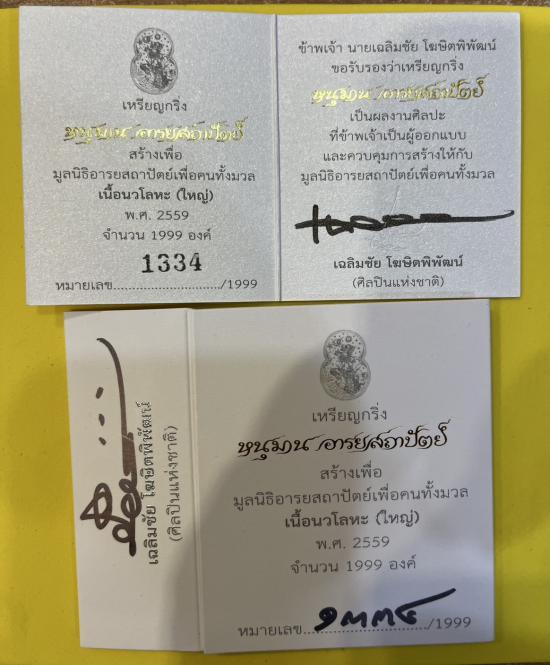 เหรียญกริ่ง
หนุมาน อารยสถาปัตย์
สร้างเพื่อ
มูลนิธิอารยสถาปัตย์เพื่อคนทั้งมวล
เนื้อนวโลหะ (ใหญ่)
พ.ศ. 2559
จำนวน 1999 องค์
1334
หมายเลข............................/1999
ข้าพเจ้า นายเฉลิมชัย โฆษิตพิพัฒน์
ขอรับรองว่าเหรียญกริ่ง
หนุมาน อารยสถาปัตย์
เป็นผลงานศิลปะ
ที่ข้าพเจ้าเป็นผู้ออกแบบ
และควบคุมการสร้างให้กับ
มูลนิธิอารยสถาปัตย์เพื่อคนทั้งมวล
เฉลิมชัย โฆษิตพิพัฒน์
(ศิลปินแห่งชาติ)
เฉลิมชัย โฆษิตพิพัฒน์
(ศิลปินแห่งชาติ)
เหรียญกริ่ง
หนุมาน อารยสถาปัตย์
สร้างเพื่อ
มูลนิธิอารยสถาปัตย์เพื่อคนทั้งมวล
เนื้อนวโลหะ (ใหญ่)
พ.ศ. 2559
จำนวน 1999 องค์
หมายเลข....๑๓๓๔..../1999